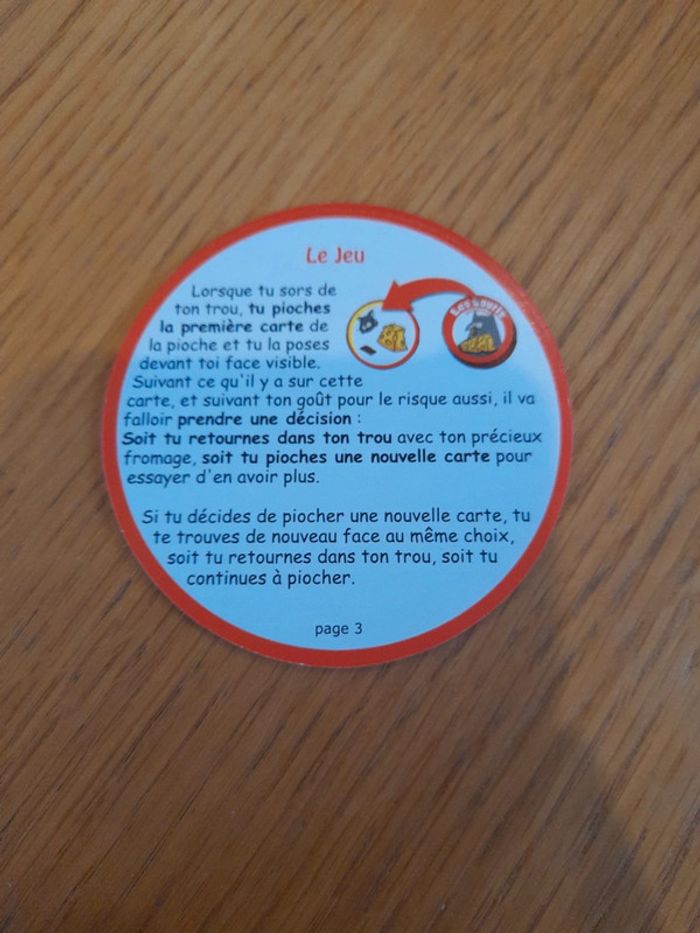 Le Jeu
Lorsque tu sors de
ton trou, tu pioches
la première carte de
la pioche et tu la poses
devant toi face visible.
Suivant ce qu'il y a sur cette
carte, et suivant ton goût pour le risque aussi, il va
falloir prendre une décision :
Soit tu retournes dans ton trou avec ton précieux
fromage, soit tu pioches une nouvelle carte pour
essayer d'en avoir plus.
Si tu décides de piocher une nouvelle carte, tu
te trouves de nouveau face au même choix,
soit tu retournes dans ton trou, soit tu
continues à piocher.
page 3